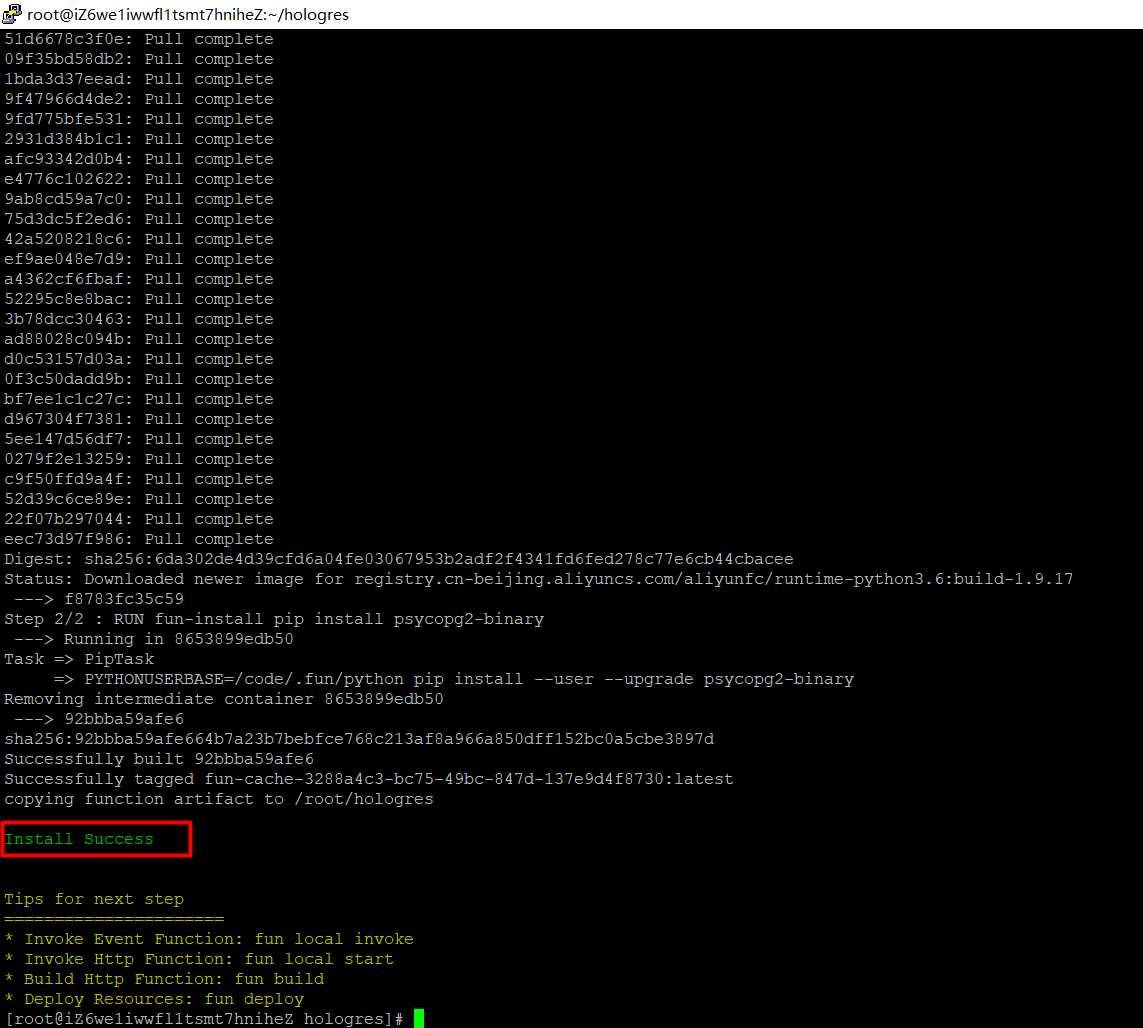 root@iZ6we1iwwfl1tsmt7hniheZ:~/hologres
51d6678c3f0e: Pull complete
09f35bd58db2: Pull complete
1bda3d37eead: Pull complete
9f47966d4de2: Pull complete
9fd775bfe531: Pull complete
2931d384b1c1: Pull complete
afc93342d0b4: Pull complete
e4776c102622: Pull complete
9ab8cd59a7c0: Pull complete
75d3dc5f2ed6: Pull complete
42a5208218c6: Pull complete
ef9ae048e7d9: Pull complete
a4362cf6fbaf: Pull complete
52295c8e8bac: Pull complete
3b78dcc30463: Pull complete
ad88028c094b: Pull complete
d0c53157d03a: Pull complete
0f3c50dadd9b: Pull complete
bf7ee1c1c27c: Pull complete
d967304f7381: Pull complete
5ee147d56df7: Pull complete
0279f2e13259: Pull complete
c9f50ffd9a4f: Pull complete
52d39c6ce89e: Pull complete
22f07b297044: Pull complete
eec73d97f986: Pull complete
Digest: sha256:6da302de4d39cfd6a04fe03067953b2adf2f4341fd6fed278c77e6cb44cbacee
Status: Downloaded newer image for registry.cn-beijing.aliyuncs.com/aliyunfc/runtime-python3.6:build-1.9.17
---> f8783fc35c59
Step 2/2 : RUN fun-install pip install psycopg2-binary
---> Running in 8653899edb50
Task => PipTask
=> PYTHONUSERBASE=/code/.fun/python pip install --user --upgrade psycopg2-binary
Removing intermediate container 8653899edb50
---> 92bbba59afe6
sha256:92bbba59afe664b7a23b7bebfce768c213af8a966a850dff152bc0a5cbe3897d
Successfully built 92bbba59afe6
Successfully tagged fun-cache-3288a4c3-bc75-49bc-847d-137e9d4f8730:latest
copying function artifact to /root/hologres
Install Success
Tips for next step
======================
* Invoke Event Function: fun local invoke
* Invoke Http Function: fun local start
* Build Http Function: fun build
* Deploy Resources: fun deploy
[root@iZ6we1iwwfl1tsmt7hniheZ hologres]#